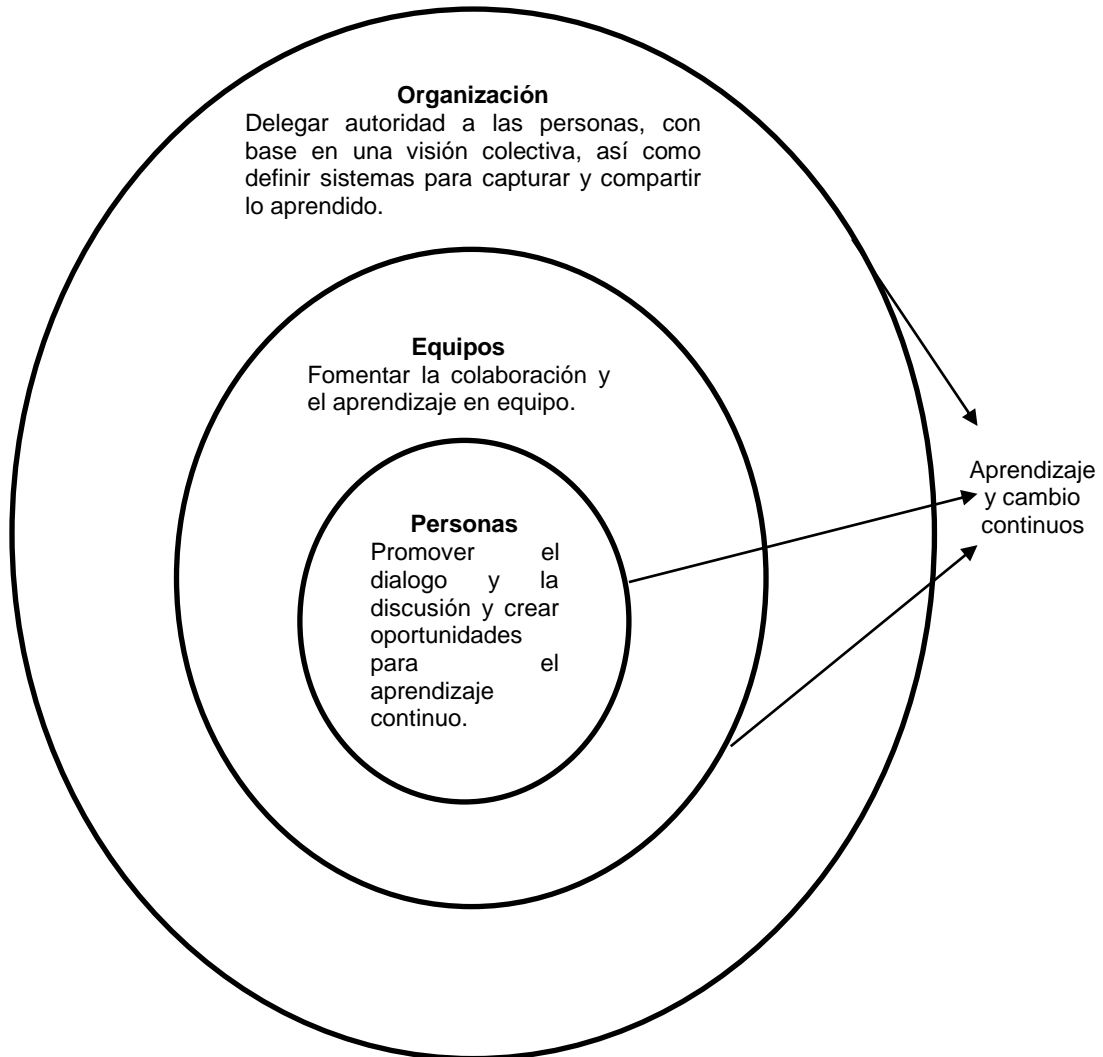 Organización
Delegar autoridad a las personas, con
base en una visión colectiva, así como
definir sistemas para capturar y compartir
lo aprendido.
Equipos
Fomentar la colaboración y
el aprendizaje en equipo.
Personas
Promover el
dialogo y la
discusión y crear
oportunidades
para el
aprendizaje
continuo.
Aprendizaje
y cambio
continuos